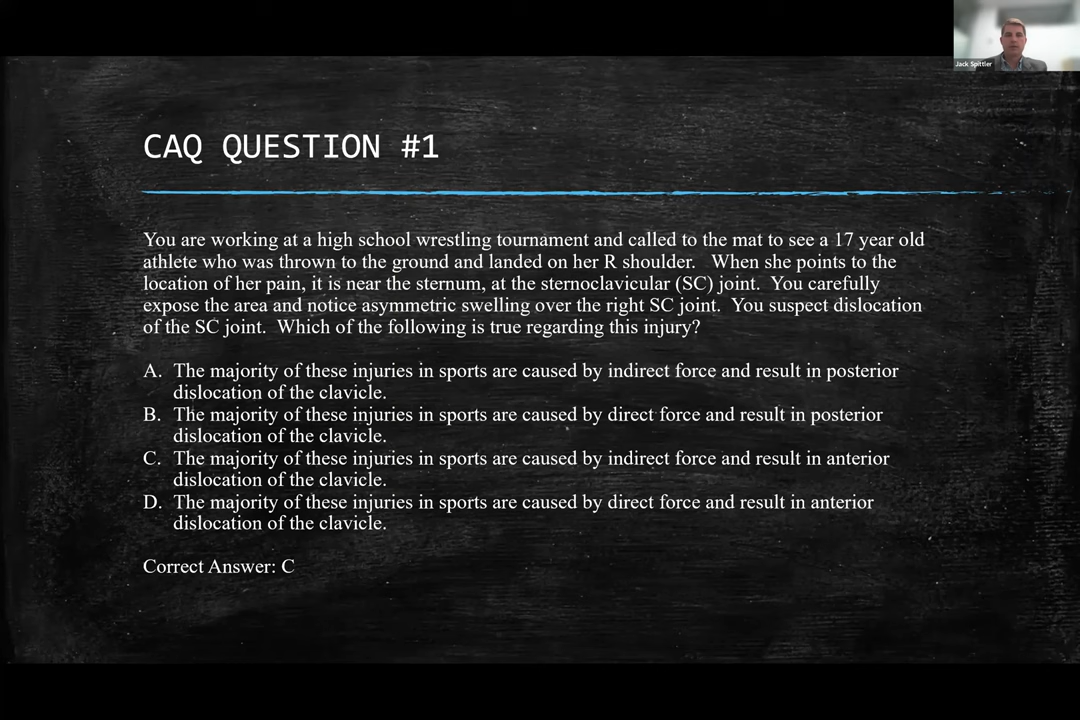 Jack Spittler
CAQ QUESTION #1
You are working at a high school wrestling tournament and called to the mat to see a 17 year old
athlete who was thrown to the ground and landed on her R shoulder. When she points to the
location of her pain, it is near the sternum, at the sternoclavicular (SC) joint. You carefully
expose the area and notice asymmetric swelling over the right SC joint. You suspect dislocation
of the SC joint. Which of the following is true regarding this injury?
A. The majority of these injuries in sports are caused by indirect force and result in posterior
dislocation of the clavicle.
B. The majority of these injuries in sports are caused by direct force and result in posterior
dislocation of the clavicle.
C. The majority of these injuries in sports are caused by indirect force and result in anterior
dislocation of the clavicle.
D. The majority of these injuries in sports are caused by direct force and result in anterior
dislocation of the clavicle.
Correct Answer: C